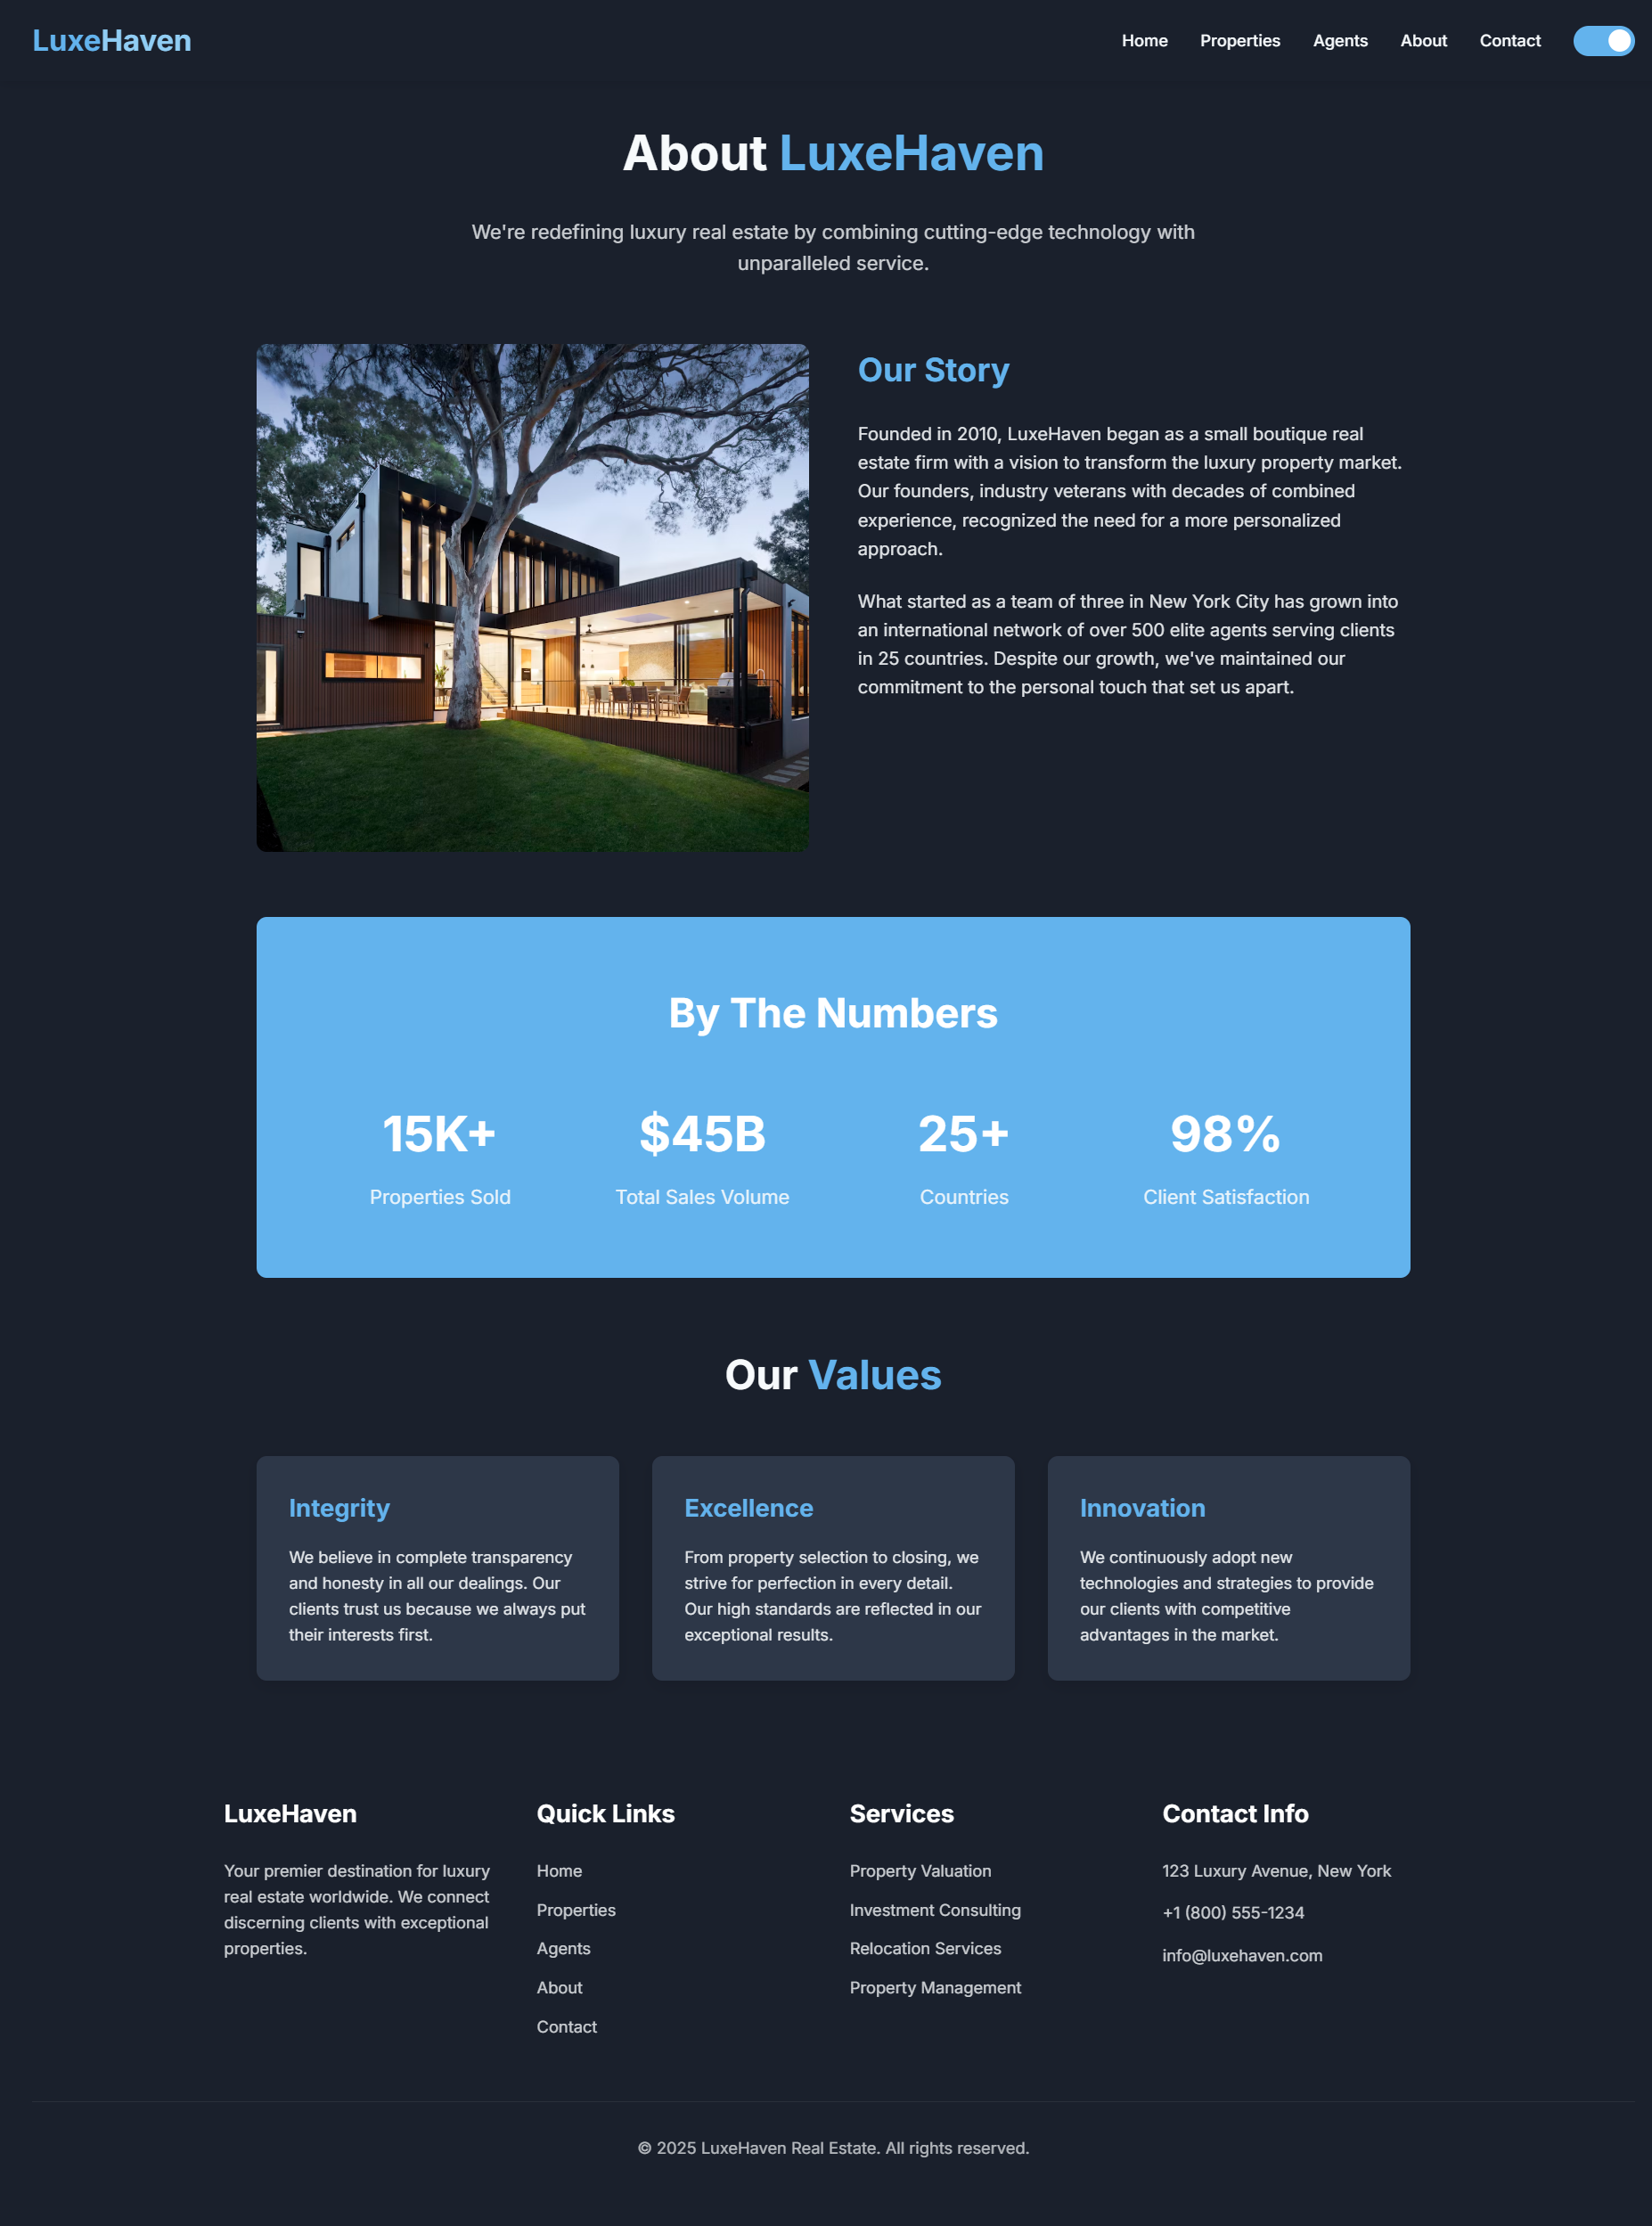 LuxeHaven
Home Properties Agents About Contact
About LuxeHaven
We're redefining luxury real estate by combining cutting-edge technology with
unparalleled service.
Our Story
Founded in 2010, LuxeHaven began as a small boutique real
estate firm with a vision to transform the luxury property market.
Our founders, industry veterans with decades of combined
experience, recognized the need for a more personalized
approach.
What started as a team of three in New York City has grown into
an international network of over 500 elite agents serving clients
in 25 countries. Despite our growth, we've maintained our
commitment to the personal touch that set us apart.
By The Numbers
15K+
Properties Sold
$45B
Total Sales Volume
25+
Countries
98%
Client Satisfaction
Our Values
Integrity
We believe in complete transparency
and honesty in all our dealings. Our
clients trust us because we always put
their interests first.
Excellence
From property selection to closing, we
strive for perfection in every detail.
Our high standards are reflected in our
exceptional results.
Innovation
We continuously adopt new
technologies and strategies to provide
our clients with competitive
advantages in the market.
LuxeHaven
Your premier destination for luxury
real estate worldwide. We connect
discerning clients with exceptional
properties.
Quick Links
Home
Properties
Agents
About
Contact
Services
Property Valuation
Investment Consulting
Relocation Services
Property Management
Contact Info
123 Luxury Avenue, New York
+1 (800) 555-1234
info@luxehaven.com
© 2025 LuxeHaven Real Estate. All rights reserved.